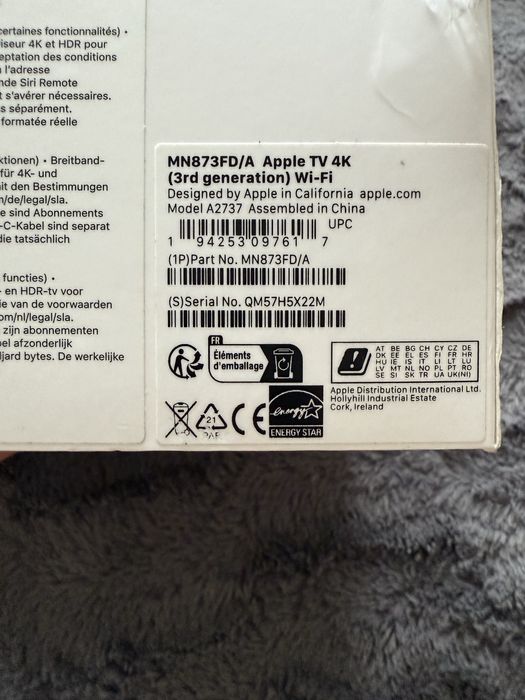 certaines fonctionnalités) •
iseur 4K et HDR pour
eptation des conditions
l'adresse
nde Siri Remote
t s'avérer nécessaires.
s séparément.
formatée réelle
ktionen) • Breitband-
für 4K- und
it den Bestimmungen
m/de/legal/sla.
e sind Abonnements
-C-Kabel sind separat
die tatsächlich
functies) •
- en HDR-tv voor
ie van de voorwaarden
om/nl/legal/sla.
zijn abonnementen
el afzonderlijk
ljard bytes. De werkelijke
MN873FD/A Apple TV 4K
(3rd generation) Wi-Fi
Designed by Apple in California apple.com
Model A2737 Assembled in China
UPC
1 94253 09761 7
(1P)Part No. MN873FD/A
(S)Serial No. QM57H5X22M
FR
Éléments
d'emballage
AT BE BG CH CY CZ DE
DK EE EL ES FI FR HR
HU IE IS IT LI LT LU
LV MT NL NO PL PT RO
SE SI SK TR UA UK(NI)
Apple Distribution International Ltd.
Hollyhill Industrial Estate
Cork, Ireland
21
PAP
CE
energy
ENERGY STAR